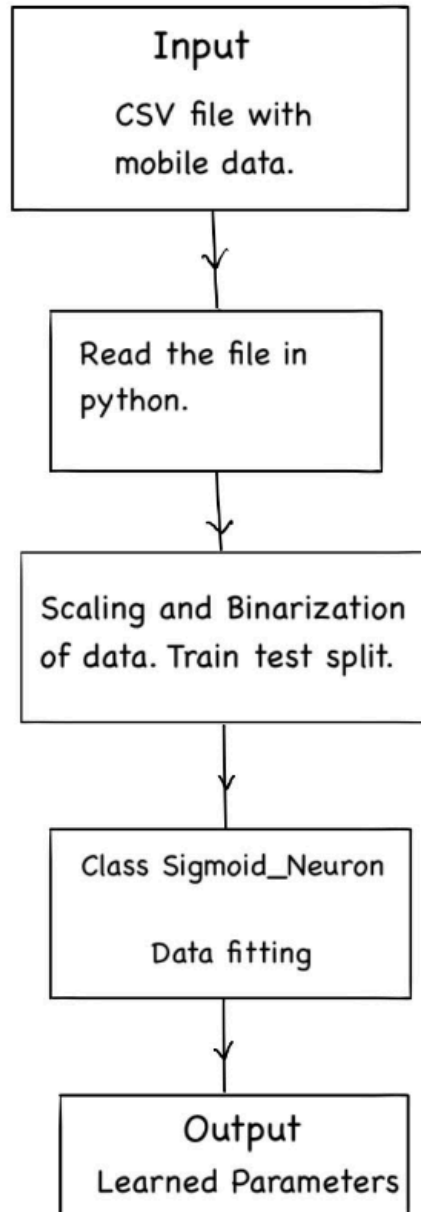 Input
CSV file with
mobile data.
Read the file in
python.
Scaling and Binarization
of data. Train test split.
Class Sigmoid_Neuron
Data fitting
Output
Learned Parameters